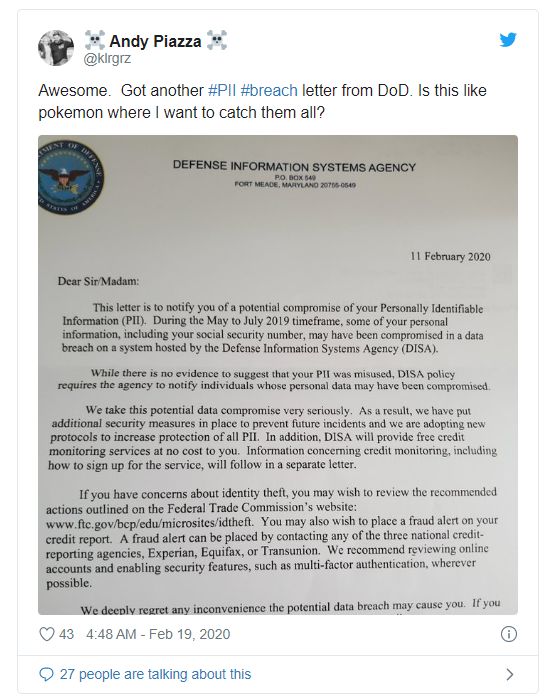 Andy Piazza
@klrgrz
Awesome. Got another #PII #breach letter from DoD. Is this like
pokemon where I want to catch them all?
DEFENSE INFORMATION SYSTEMS AGENCY
P.O. BOX 549
FORT MEADE, MARYLAND 20755-0549
11 February 2020
Dear Sir/Madam:
This letter is to notify you of a potential compromise of your Personally Identifiable
Information (PII). During the May to July 2019 timeframe, some of your personal
information, including your social security number, may have been compromised in a data
breach on a system hosted by the Defense Information Systems Agency (DISA).
While there is no evidence to suggest that your PII was misused, DISA policy
requires the agency to notify individuals whose personal data may have been compromised.
We take this potential data compromise very seriously. As a result, we have put
additional security measures in place to prevent future incidents and we are adopting new
protocols to increase protection of all PII. In addition, DISA will provide free credit
monitoring services at no cost to you. Information concerning credit monitoring, including
how to sign up for the service, will follow in a separate letter.
If you have concerns about identity theft, you may wish to review the recommended
actions outlined on the Federal Trade Commission's website:
www.ftc.gov/bcp/edu/microsites/idtheft. You may also wish to place a fraud alert on your
credit report. A fraud alert can be placed by contacting any of the three national credit-
reporting agencies, Experian, Equifax, or Transunion. We recommend reviewing online
accounts and enabling security features, such as multi-factor authentication, wherever
possible.
We deeply regret any inconvenience the potential data breach may cause you. If you
43 4:48 AM - Feb 19, 2020
27 people are talking about this